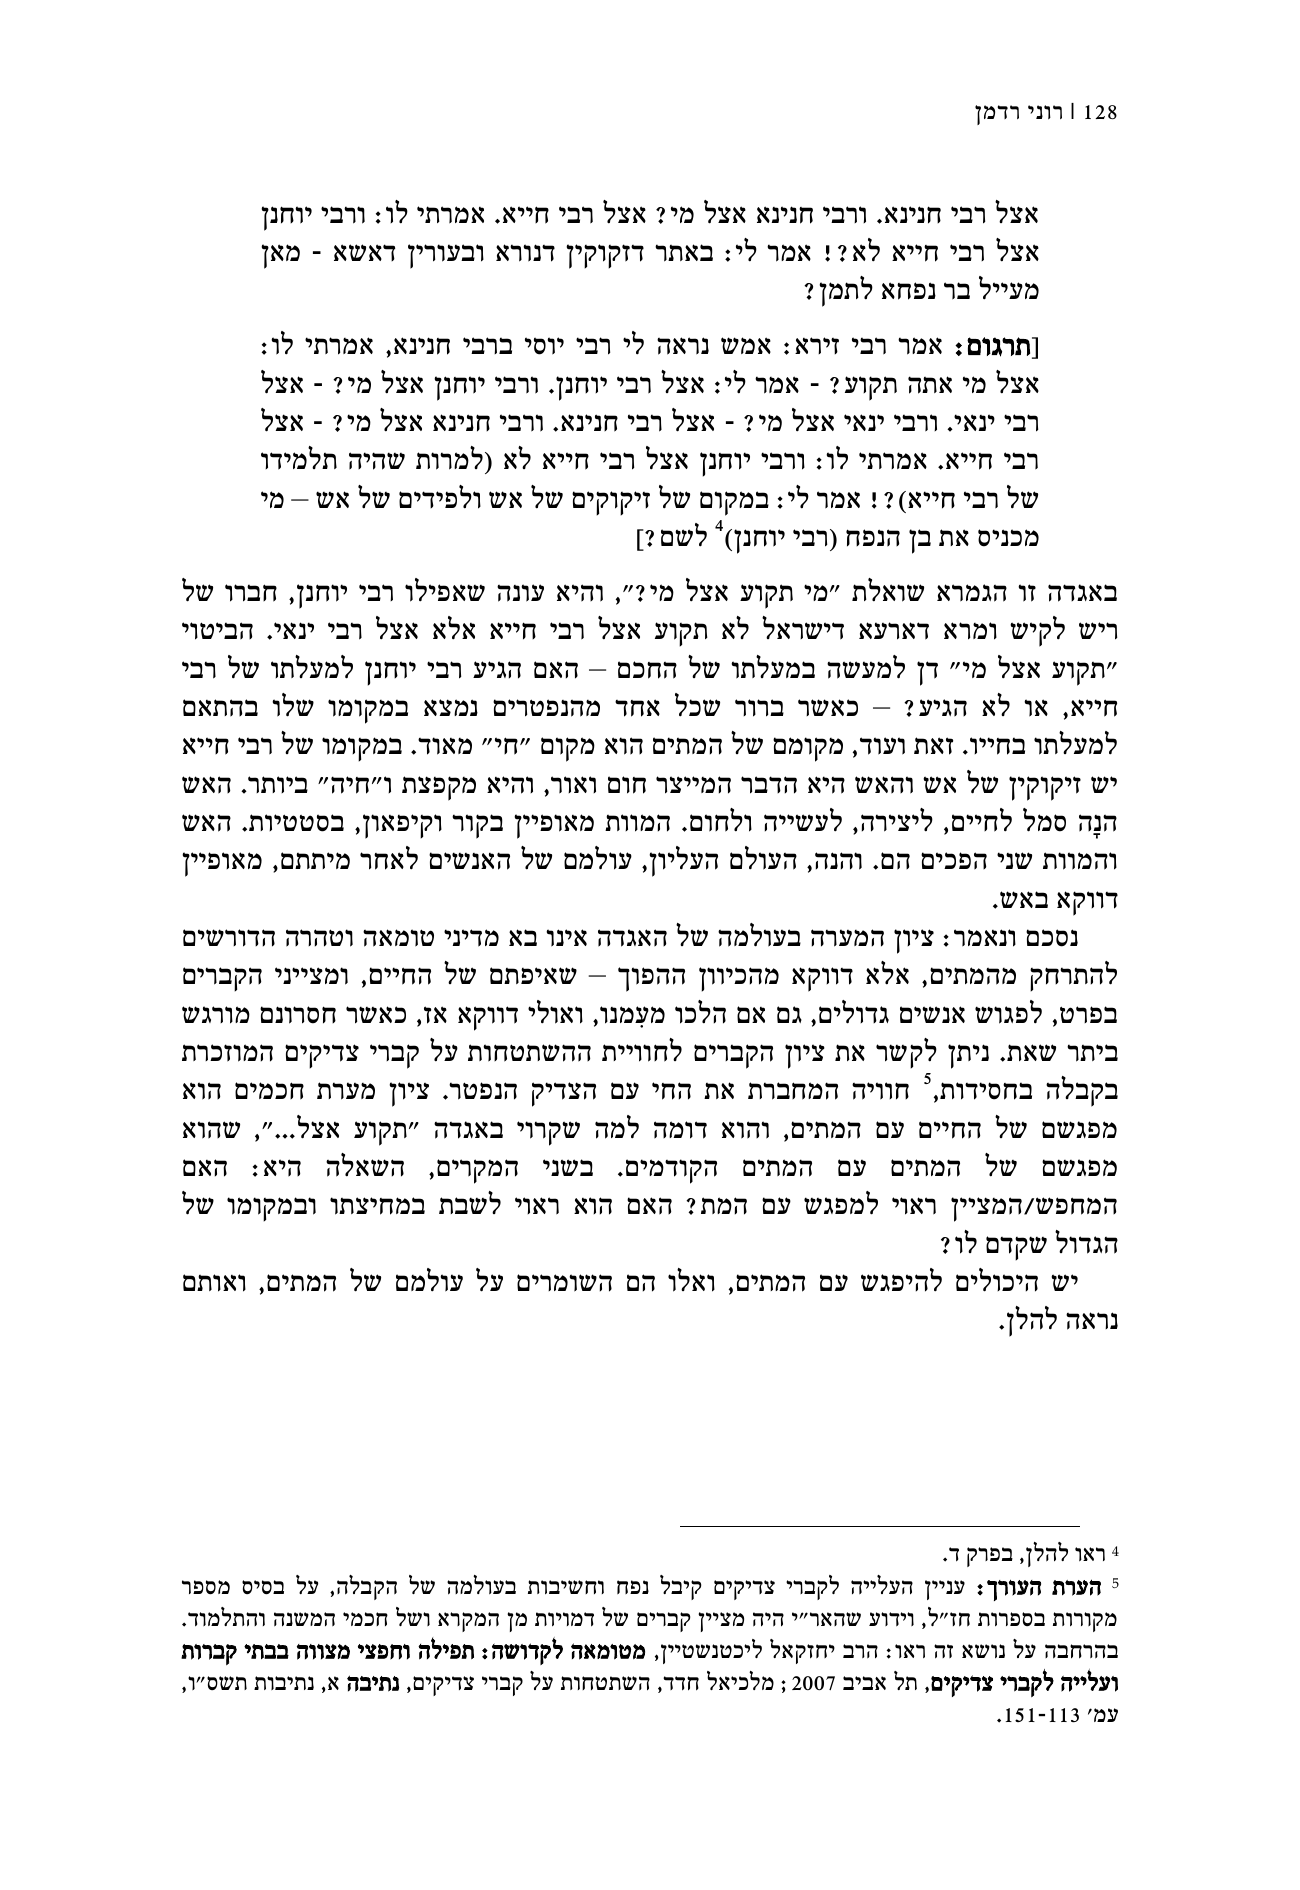 128 | רוני רדמן
אצל רבי חנינא. ורבי חנינא אצל מי? אצל רבי חייא. אמרתי לו: ורבי יוחנן
אצל רבי חייא לא?! אמר לי: באתר דזקוקין דנורא ובעורין דאשא - מאן
מעייל בר נפחא לתמן?
[תרגום: אמר רבי זירא: אמש נראה לי רבי יוסי ברבי חנינא, אמרתי לו:
אצל מי אתה תקוע? - אמר לי: אצל רבי יוחנן. ורבי יוחנן אצל מי? - אצל
רבי ינאי. ורבי ינאי אצל מי? - אצל רבי חנינא. ורבי חנינא אצל מי? - אצל
רבי חייא. אמרתי לו: ורבי יוחנן אצל רבי חייא לא (למרות שהיה תלמידו
של רבי חייא)?! אמר לי: במקום של זיקוקים של אש ולפידים של אש – מי
מכניס את בן הנפח (רבי יוחנן)4 לשם?]
באגדה זו הגמרא שואלת "מי תקוע אצל מי?", והיא עונה שאפילו רבי יוחנן, חברו של
ריש לקיש ומרא דארעא דישראל לא תקוע אצל רבי חייא אלא אצל רבי ינאי. הביטוי
"תקוע אצל מי" דן למעשה במעלתו של החכם – האם הגיע רבי יוחנן למעלתו של רבי
חייא, או לא הגיע? – כאשר ברור שכל אחד מהנפטרים נמצא במקומו שלו בהתאם
למעלתו בחייו. זאת ועוד, מקומם של המתים הוא מקום "חי" מאוד. במקומו של רבי חייא
יש זיקוקין של אש והאש היא הדבר המייצר חום ואור, והיא מקפצת ו"חיה" ביותר. האש
הנָה סמל לחיים, ליצירה, לעשייה ולחום. המוות מאופיין בקור וקיפאון, בסטטיות. האש
והמוות שני הפכים הם. והנה, העולם העליון, עולמם של האנשים לאחר מיתתם, מאופיין
דווקא באש.
נסכם ונאמר: ציון המערה בעולמה של האגדה אינו בא מדיני טומאה וטהרה הדורשים
להתרחק מהמתים, אלא דווקא מהכיוון ההפוך – שאיפתם של החיים, ומצייני הקברים
בפרט, לפגוש אנשים גדולים, גם אם הלכו מעִמנו, ואולי דווקא אז, כאשר חסרונם מורגש
ביתר שאת. ניתן לקשר את ציון הקברים לחוויית ההשתטחות על קברי צדיקים המוזכרת
בקבלה בחסידות,5 חוויה המחברת את החי עם הצדיק הנפטר. ציון מערת חכמים הוא
מפגשם של החיים עם המתים, והוא דומה למה שקרוי באגדה "תקוע אצל...", שהוא
מפגשם של המתים עם המתים הקודמים. בשני המקרים, השאלה היא: האם
המחפש/המציין ראוי למפגש עם המת? האם הוא ראוי לשבת במחיצתו ובמקומו של
הגדול שקדם לו?
יש היכולים להיפגש עם המתים, ואלו הם השומרים על עולמם של המתים, ואותם
נראה להלן.
4 ראו להלן, בפרק ד.
5 הערת העורך: עניין העלייה לקברי צדיקים קיבל נפח וחשיבות בעולמה של הקבלה, על בסיס מספר
מקורות בספרות חז"ל, וידוע שהאר"י היה מציין קברים של דמויות מן המקרא ושל חכמי המשנה והתלמוד.
בהרחבה על נושא זה ראו: הרב יחזקאל ליכטנשטיין, מטומאה לקדושה: תפילה וחפצי מצווה בבתי קברות
ועלייה לקברי צדיקים, תל אביב 2007; מלכיאל חדד, השתטחות על קברי צדיקים, נתיבה א, נתיבות תשס"ו,
עמ' 151-113.